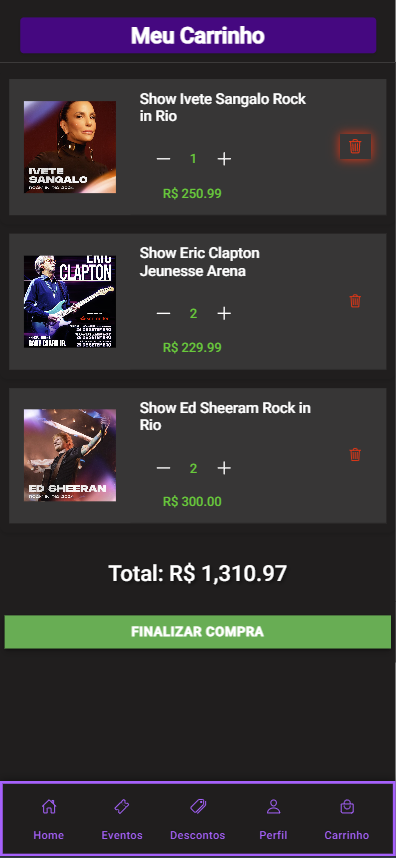 Meu Carrinho
Show Ivete Sangalo Rock
in Rio
IVETE
SANGALO
1
R$ 250.99
Show Eric Clapton
Jeunesse Arena
ERIC
CLAPTON
2
R$ 229.99
Show Ed Sheeram Rock in
Rio
ED SHEERAN
2
R$ 300.00
Total: R$ 1,310.97
FINALIZAR COMPRA
Home
Eventos
Descontos
Perfil
Carrinho